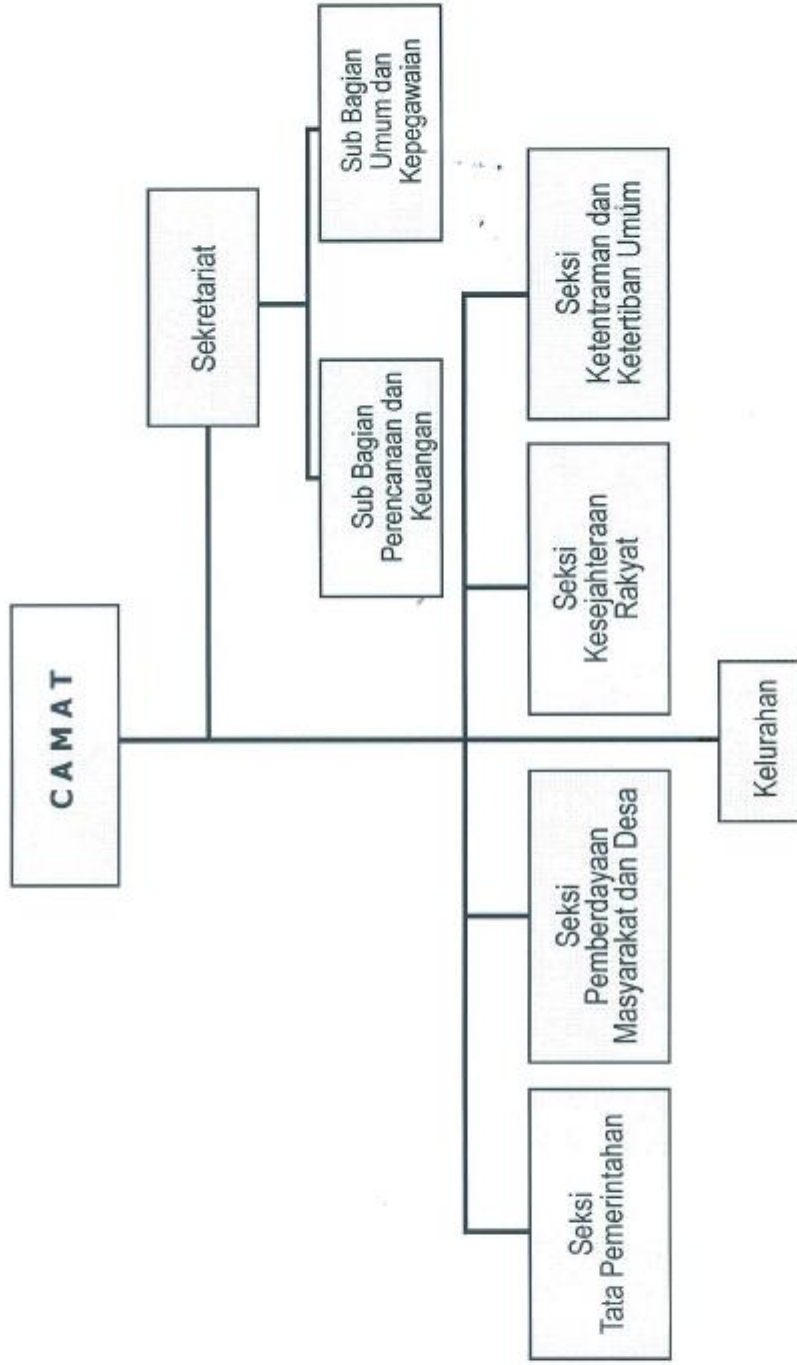 CAMAT
Sekretariat
Sub Bagian
Perencanaan dan
Keuangan
Sub Bagian
Umum dan
Kepegawaian
Seksi
Tata Pemerintahan
Seksi
Pemberdayaan
Masyarakat dan Desa
Seksi
Kesejahteraan
Rakyat
Seksi
Ketentraman dan
Ketertiban Umum
Kelurahan